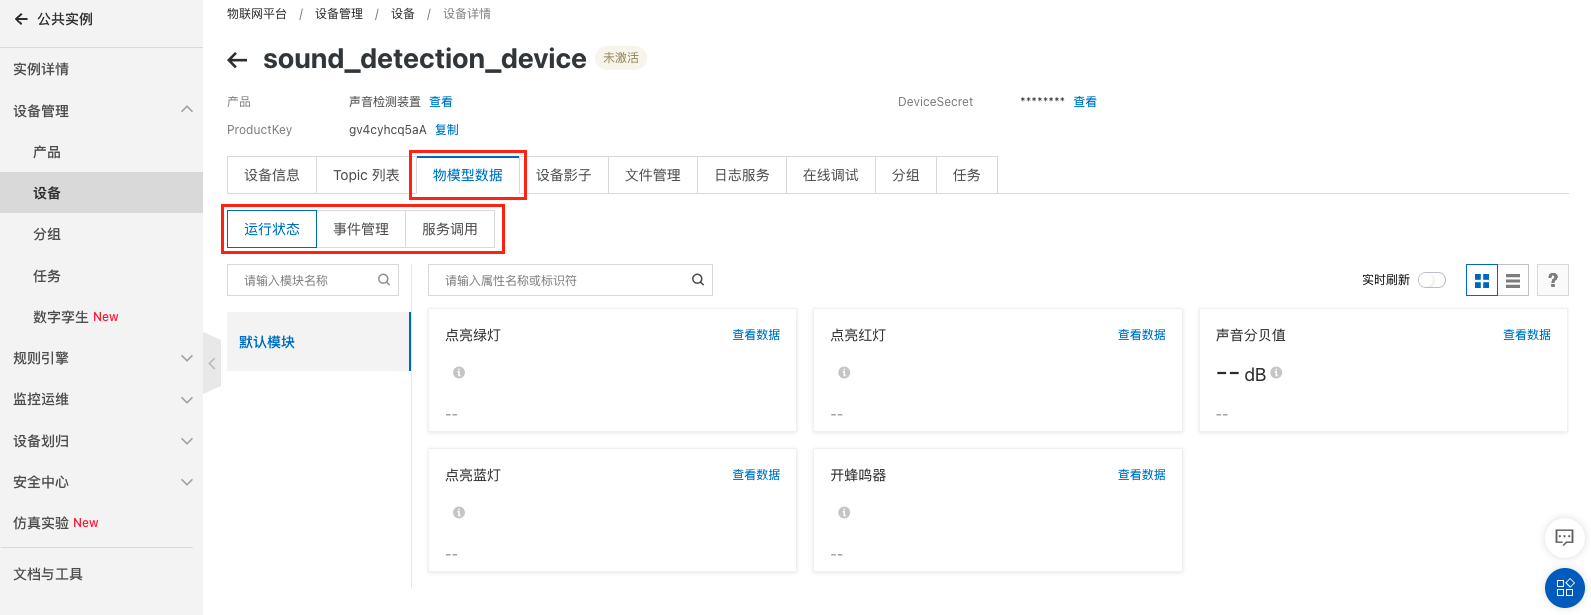 公共实例
实例详情
设备管理
产品
设备
分组
任务
数字孪生 New
规则引擎
监控运维
设备划归
安全中心
仿真实验 New
文档与工具
物联网平台 / 设备管理 / 设备 / 设备详情
sound_detection_device 未激活
产品 声音检测装置 查看 DeviceSecret ******** 查看
ProductKey gv4cyhcq5aA 复制
设备信息 Topic 列表 物模型数据 设备影子 文件管理 日志服务 在线调试 分组 任务
运行状态 事件管理 服务调用
请输入模块名称 请输入属性名称或标识符 实时刷新 ?
默认模块
点亮绿灯 查看数据
--
点亮红灯 查看数据
--
声音分贝值 查看数据
-- dB
--
点亮蓝灯 查看数据
--
开蜂鸣器 查看数据
--